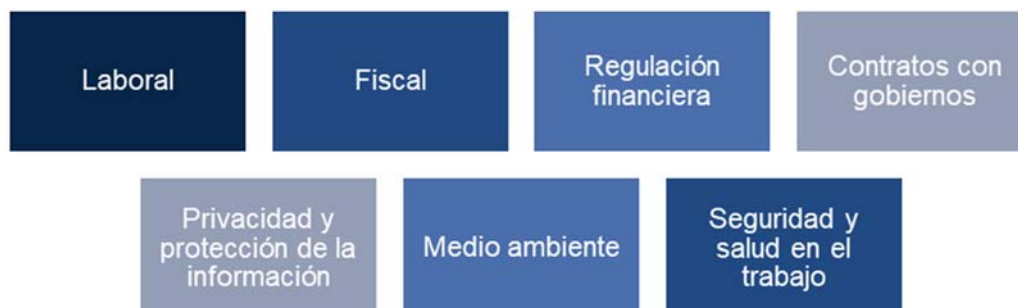 Laboral
Fiscal
Regulación
financiera
Contratos con
gobiernos
Privacidad y
protección de la
información
Medio ambiente
Seguridad y
salud en el
trabajo